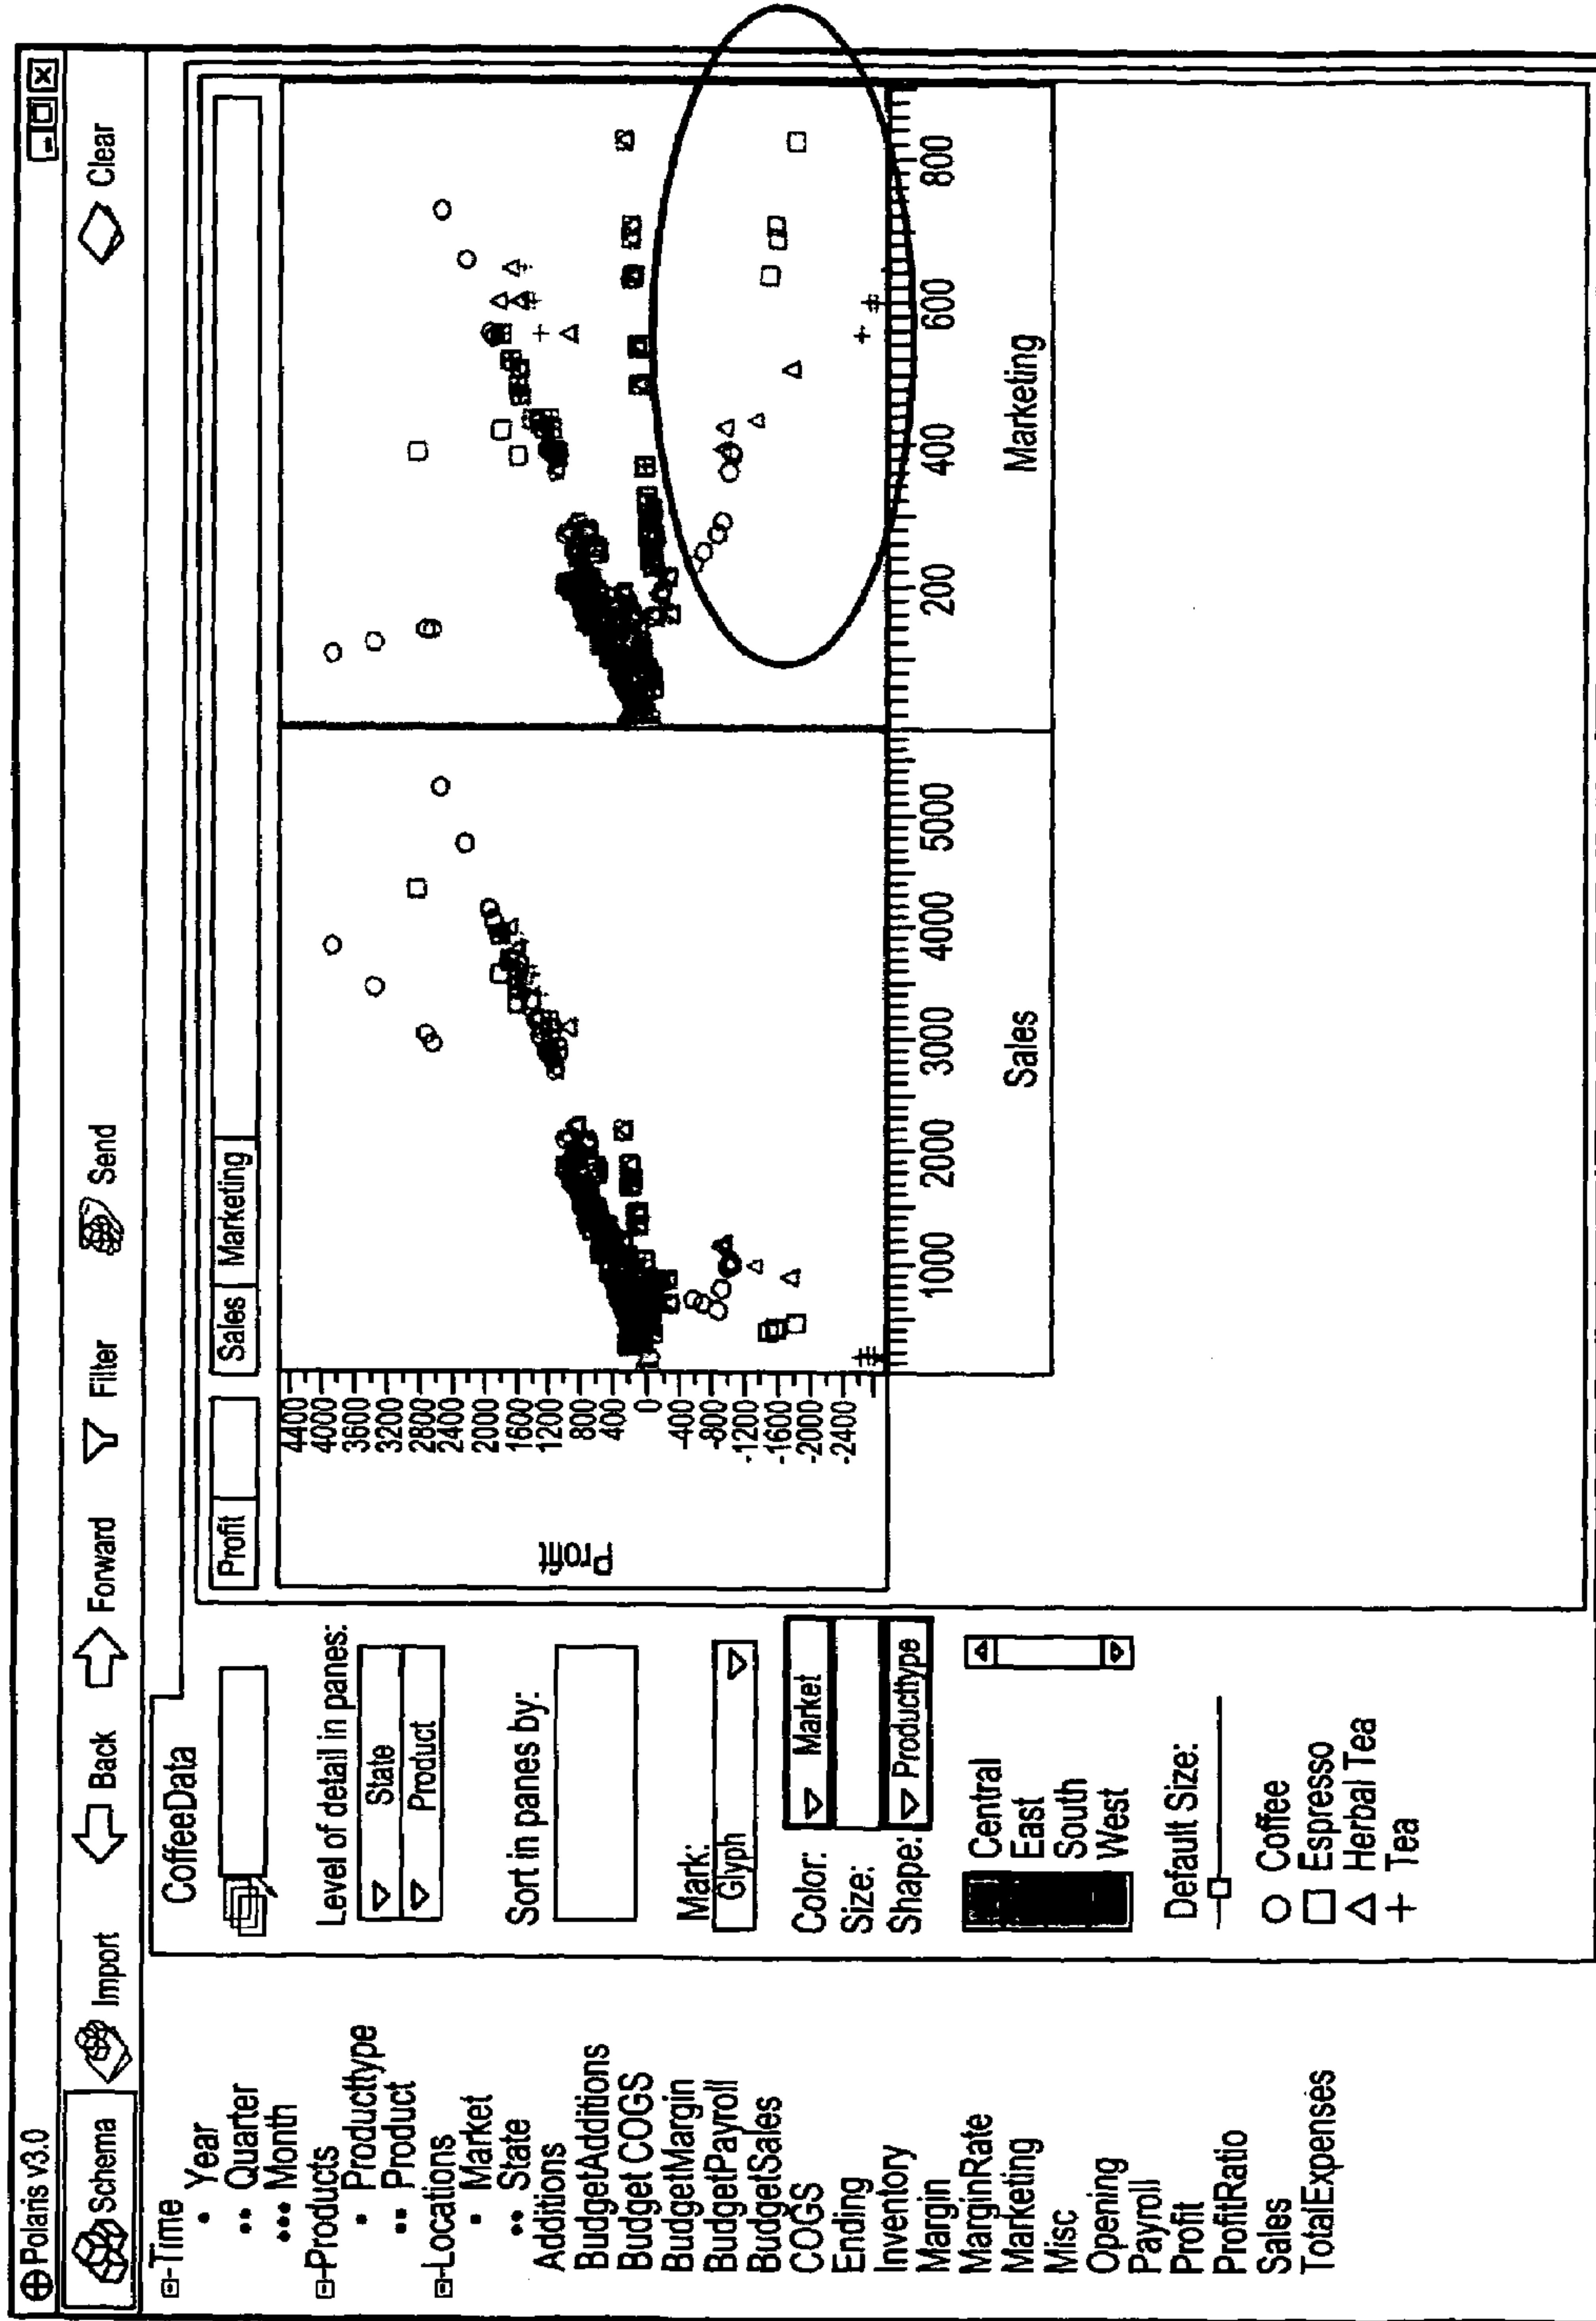 Polaris v3.0
Schema Import Back Forward Filter Send Clear
Time
Year
Quarter
Month
Products
Producttype
Product
Locations
Market
State
Additions
BudgetAdditions
Budget COGS
BudgetMargin
BudgetPayroll
BudgetSales
COGS
Ending
Inventory
Margin
MarginRate
Marketing
Misc
Opening
Payroll
Profit
ProfitRatio
Sales
TotalExpenses
CoffeeData
Level of detail in panes:
State
Product
Sort in panes by:
Mark:
Glyph
Color: Market
Size:
Shape: Producttype
Central
East
South
West
Default Size:
Coffee
Espresso
Herbal Tea
Tea
Profit
Sales Marketing
Profit
4400
4000
3600
3200
2800
2400
2000
1600
1200
800
400
0
-400
-800
-1200
-1600
-2000
-2400
1000 2000 3000 4000 5000
200 400 600 800
Sales Marketing